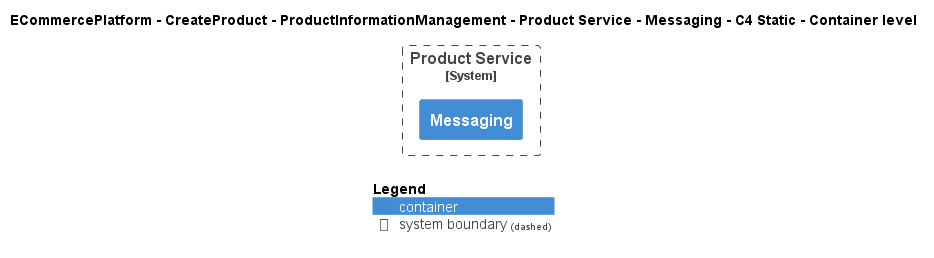 ECommercePlatform - CreateProduct - ProductInformationManagement - Product Service - Messaging - C4 Static - Container level
Product Service
[System]
Messaging
Legend
container
system boundary (dashed)